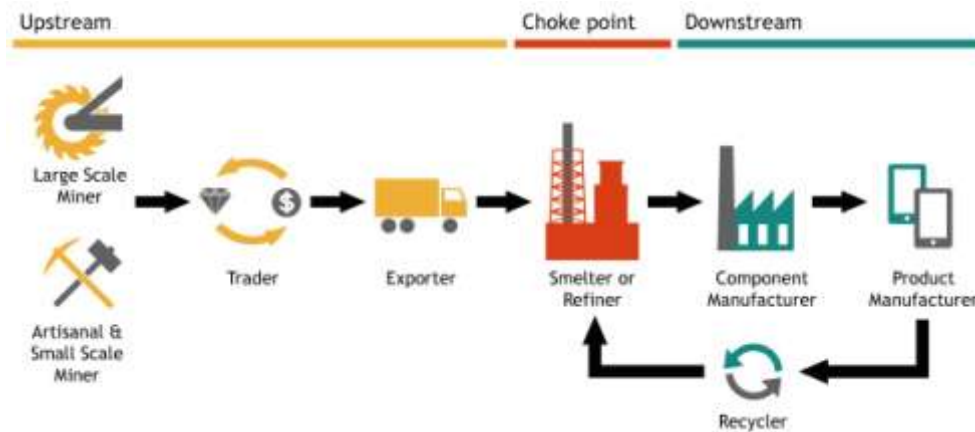 Upstream
Choke point
Downstream
Large Scale
Miner
Artisanal &
Small Scale
Miner
Trader
$
Exporter
Smelter or
Refiner
Component
Manufacturer
Product
Manufacturer
Recycler